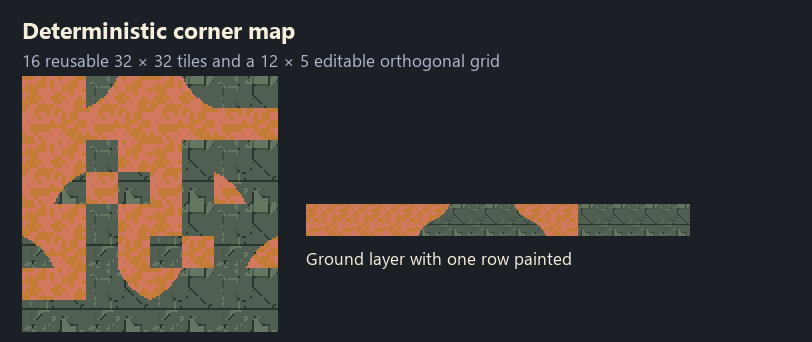 Deterministic corner map
16 reusable 32 × 32 tiles and a 12 × 5 editable orthogonal grid
Ground layer with one row painted